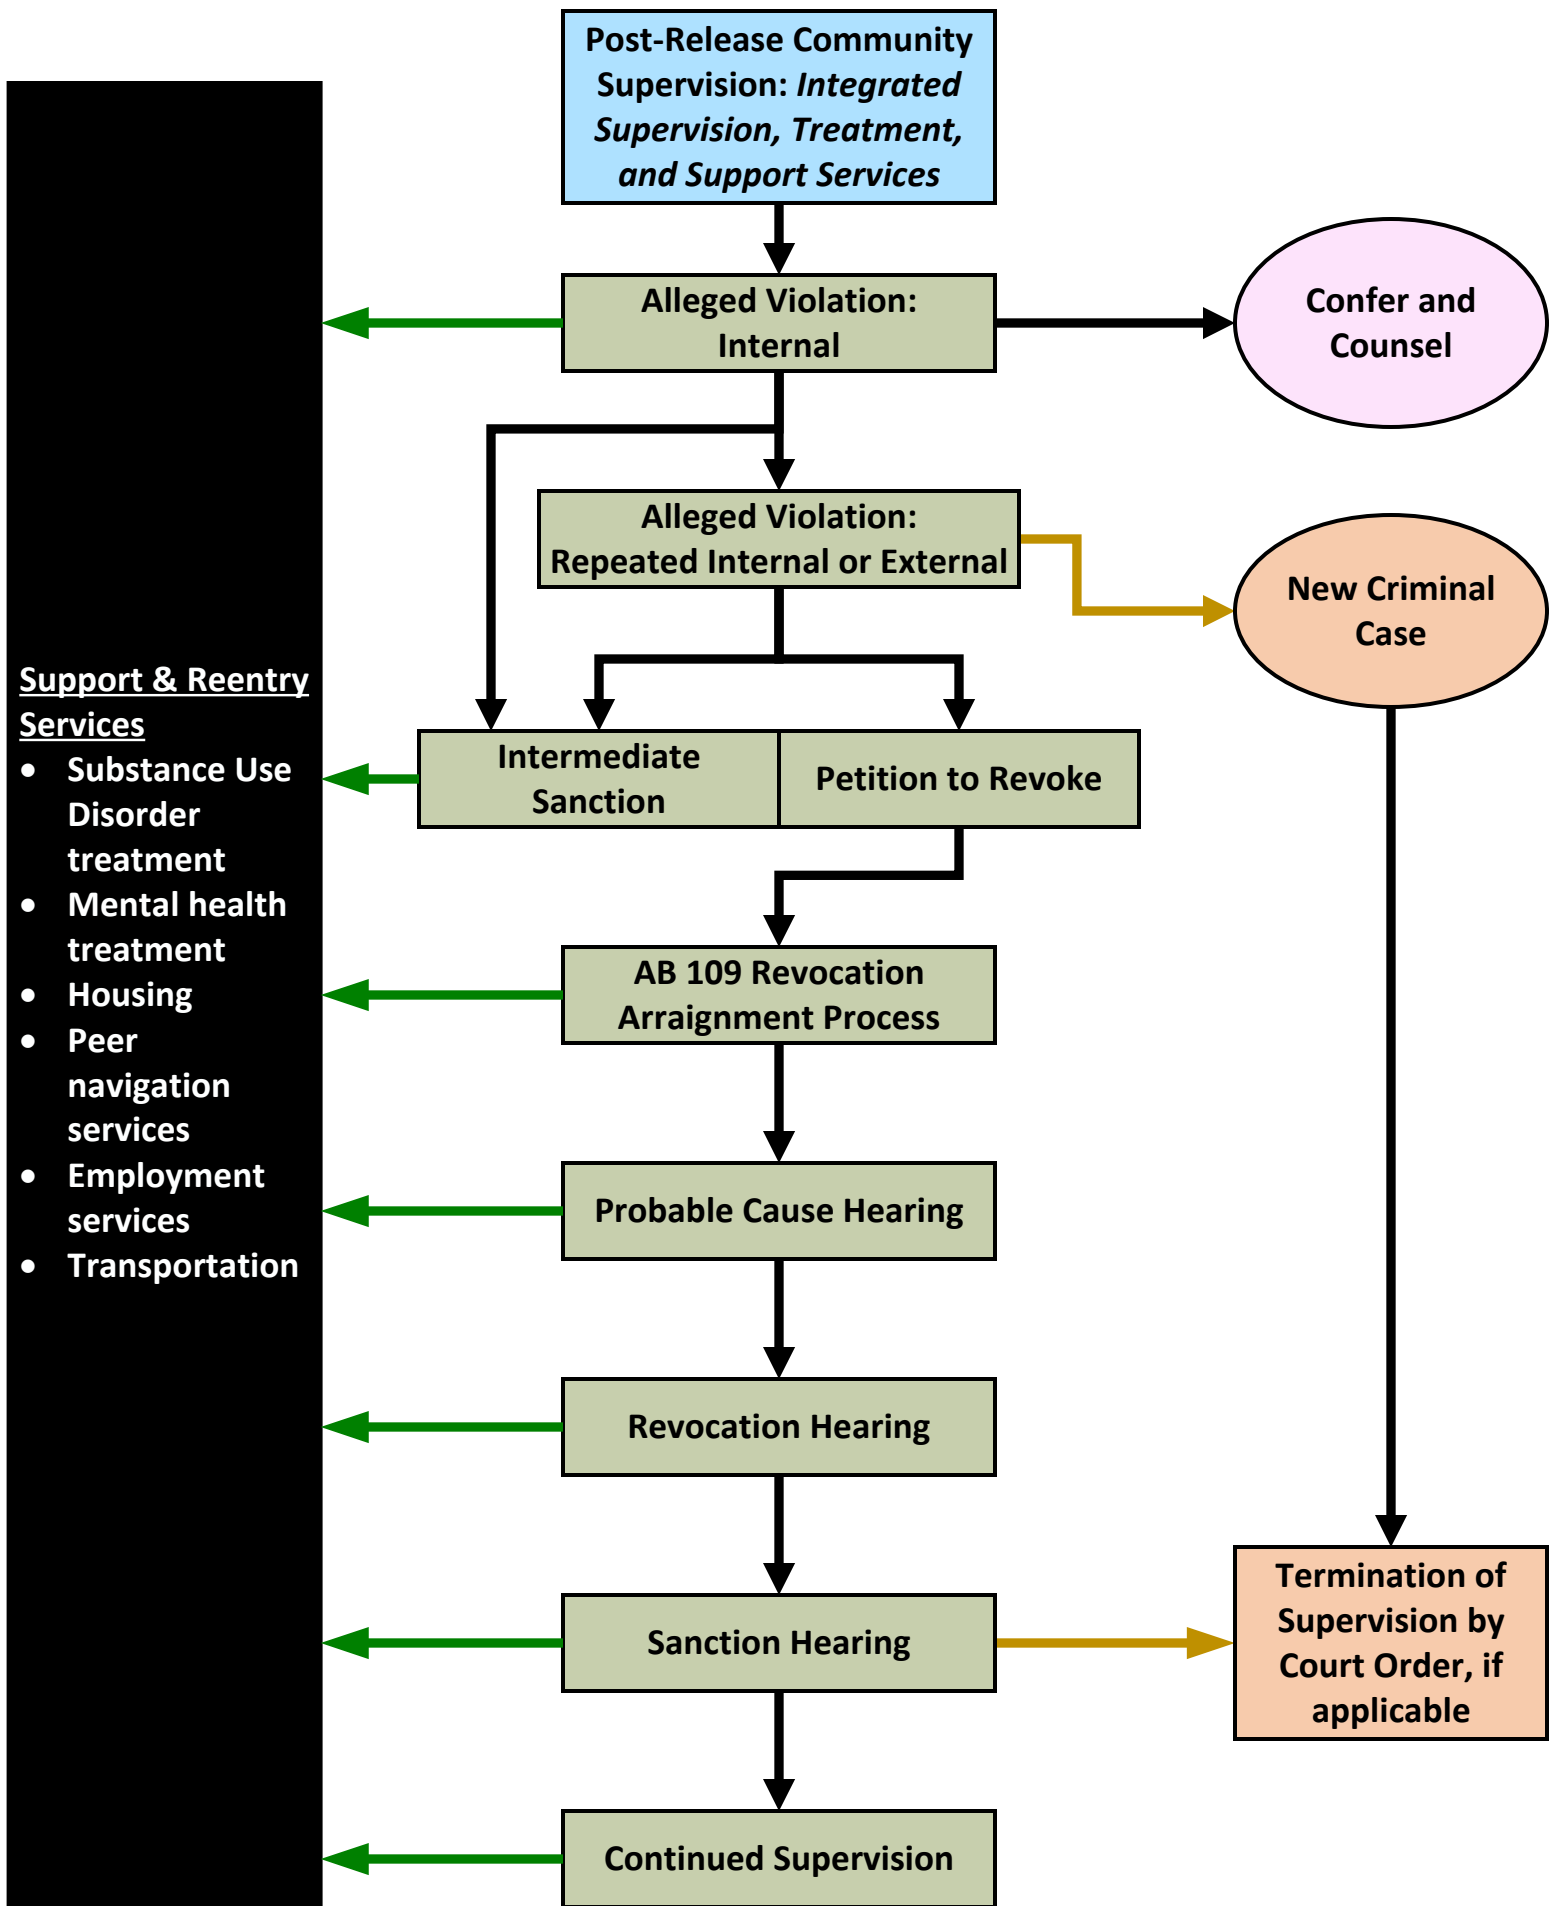 Post-Release Community
Supervision: Integrated
Supervision, Treatment,
and Support Services
Alleged Violation:
Internal
Confer and
Counsel
Alleged Violation:
Repeated Internal or External
New Criminal
Case
Support & Reentry
Services
• Substance Use
Disorder
treatment
• Mental health
treatment
• Housing
• Peer
navigation
services
• Employment
services
• Transportation
Intermediate
Sanction
Petition to Revoke
AB 109 Revocation
Arraignment Process
Probable Cause Hearing
Revocation Hearing
Sanction Hearing
Termination of
Supervision by
Court Order, if
applicable
Continued Supervision